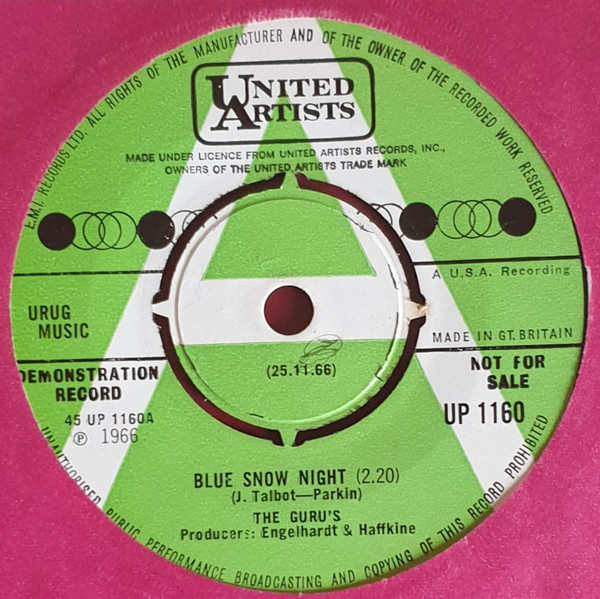 E.M.I. RECORDS LTD. ALL RIGHTS OF THE MANUFACTURER AND OF THE OWNER OF THE RECORDED WORK RESERVED
UNITED
ARTISTS
MADE UNDER LICENCE FROM UNITED ARTISTS RECORDS, INC.,
OWNERS OF THE UNITED ARTISTS TRADE MARK
A U.S.A. Recording
URUG
MUSIC
MADE IN GT. BRITAIN
DEMONSTRATION
RECORD
(25.11.66)
NOT FOR
SALE
45 UP 1160A
℗ 1966
UP 1160
BLUE SNOW NIGHT (2.20)
(J. Talbot—Parkin)
THE GURU'S
Producers: Engelhardt & Haffkine
UNAUTHORISED PUBLIC PERFORMANCE BROADCASTING AND COPYING OF THIS RECORD PROHIBITED